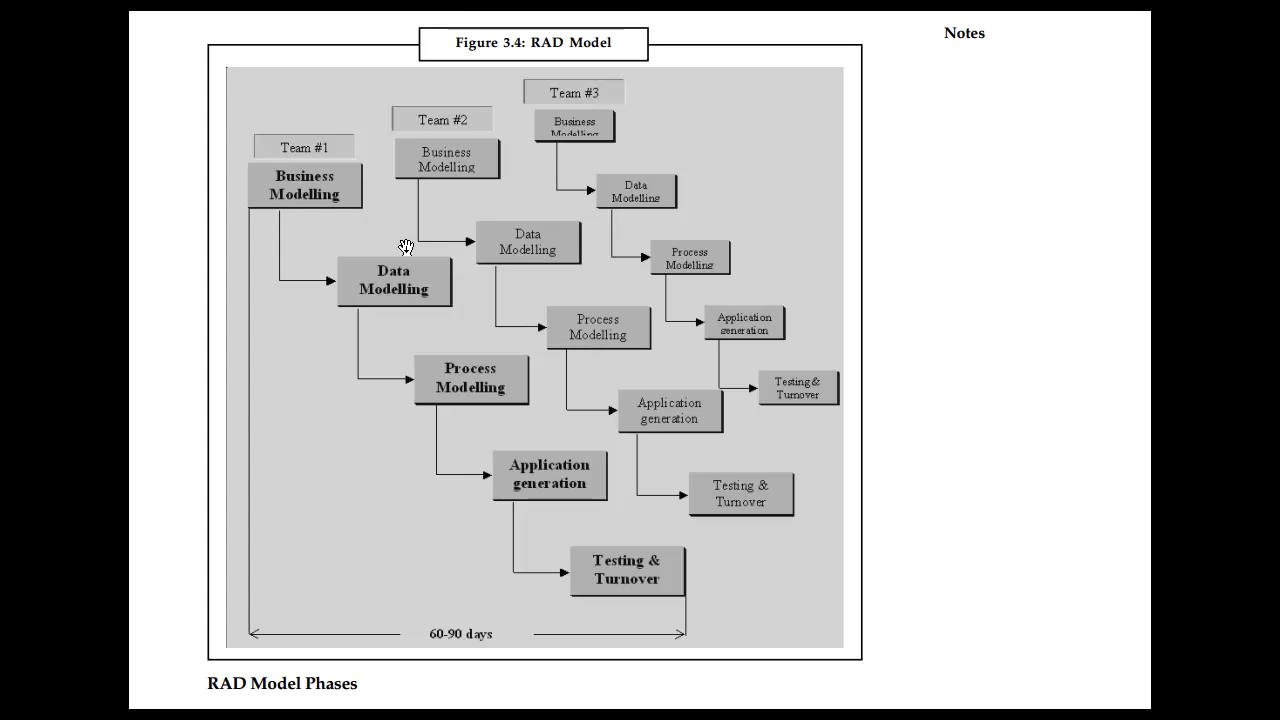 Notes
Figure 3.4: RAD Model
Team #1
Business
Modelling
Data
Modelling
Process
Modelling
Application
generation
Testing &
Turnover
Team #2
Business
Modelling
Data
Modelling
Process
Modelling
Application
generation
Testing &
Turnover
Team #3
Business
Modelling
Data
Modelling
Process
Modelling
Application
generation
Testing &
Turnover
60-90 days
RAD Model Phases